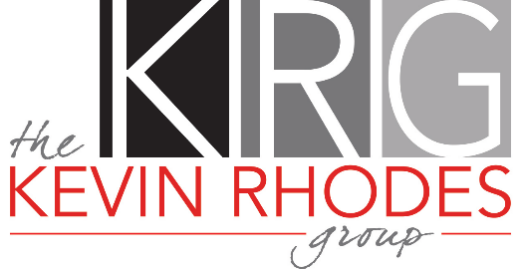 KRG
the
KEVIN RHODES
group